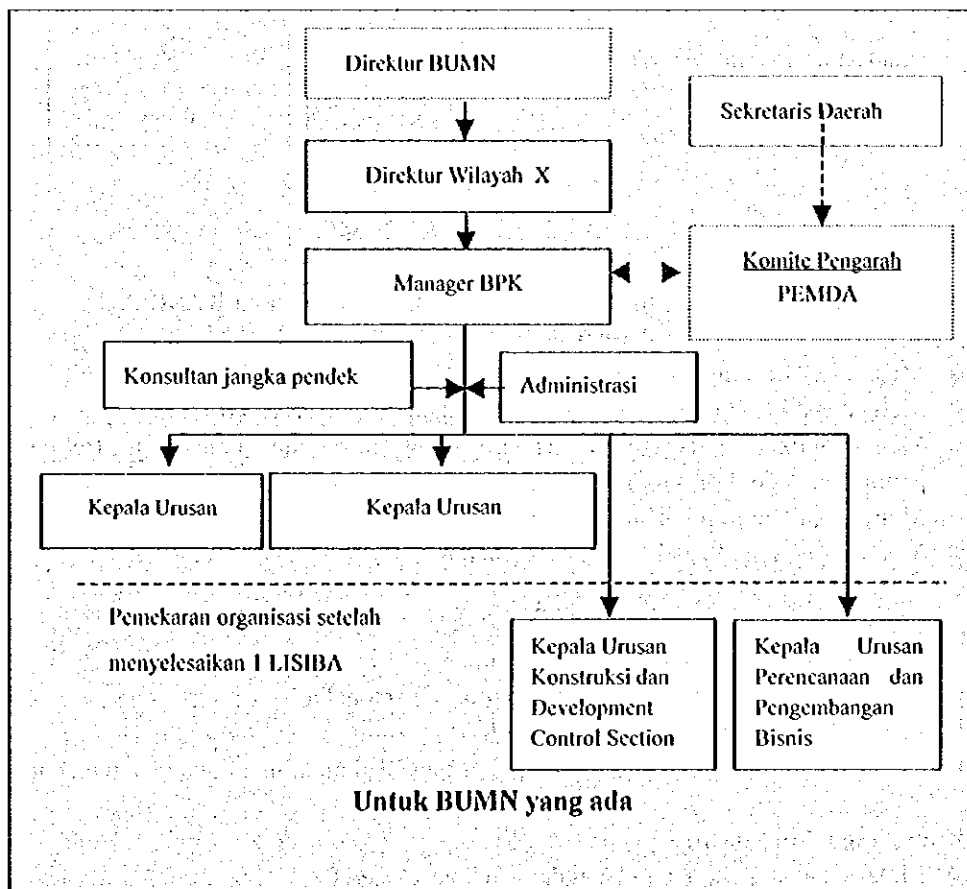 Direktur BUMN
Sekretaris Daerah
Direktur Wilayah X
Manager BPK
Komite Pengarah
PEMDA
Konsultan jangka pendek
Administrasi
Kepala Urusan
Kepala Urusan
Pemekaran organisasi setelah
menyelesaikan 1 LISIBA
Kepala Urusan
Konstruksi dan
Development
Control Section
Kepala Urusan
Perencanaan dan
Pengembangan
Bisnis
Untuk BUMN yang ada